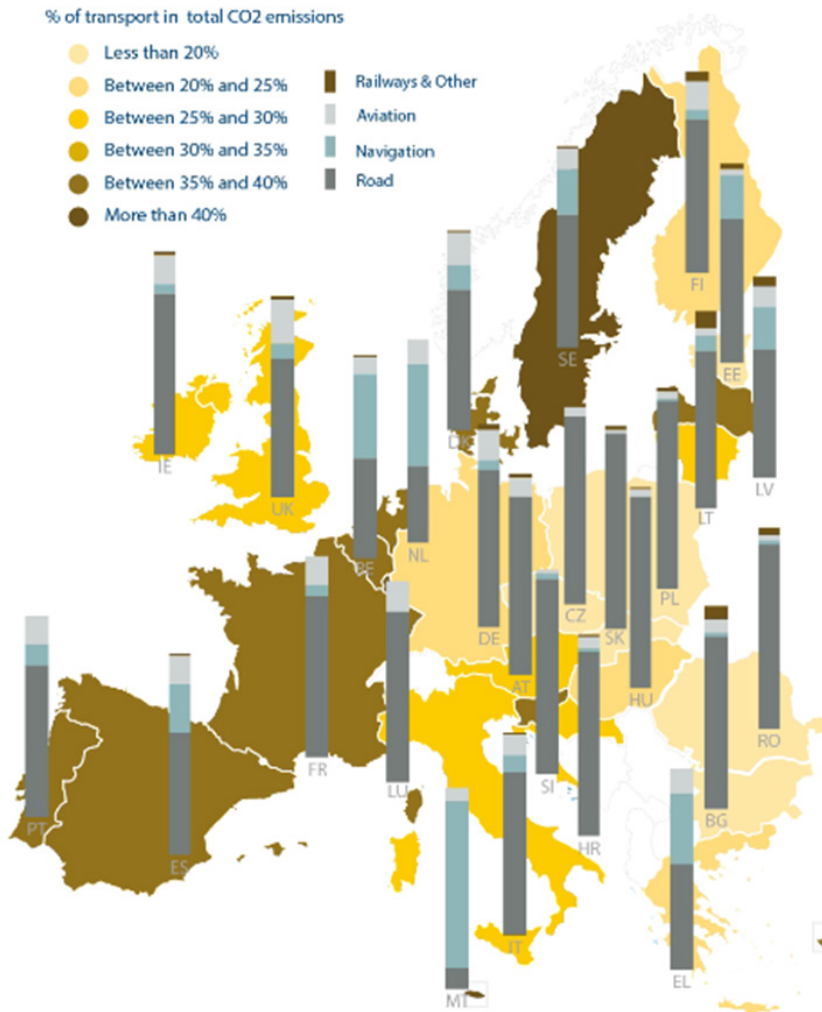 % of transport in total CO2 emissions
Less than 20%
Between 20% and 25%
Between 25% and 30%
Between 30% and 35%
Between 35% and 40%
More than 40%
Railways & Other
Aviation
Navigation
Road
FI
SE
EE
DK
IE
LV
UK
LT
NL
BE
PL
CZ
DE
SK
AT
HU
RO
FR
LU
SI
PT
BG
HR
ES
IT
EL
MT